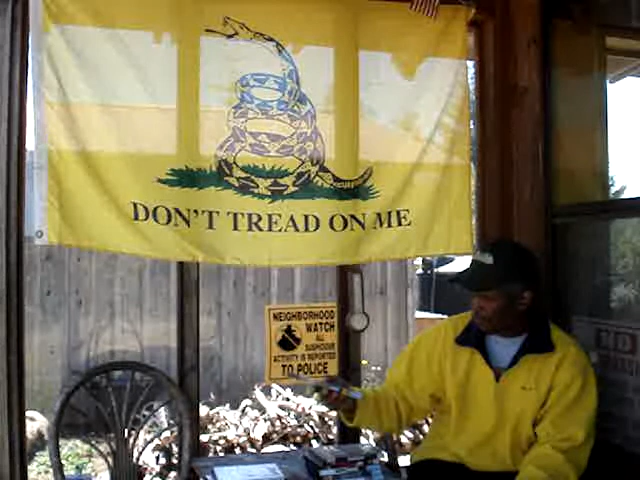 DON'T TREAD ON ME
NEIGHBORHOOD
WATCH
ALL
SUSPICIOUS
ACTIVITY IS REPORTED
TO POLICE
NO